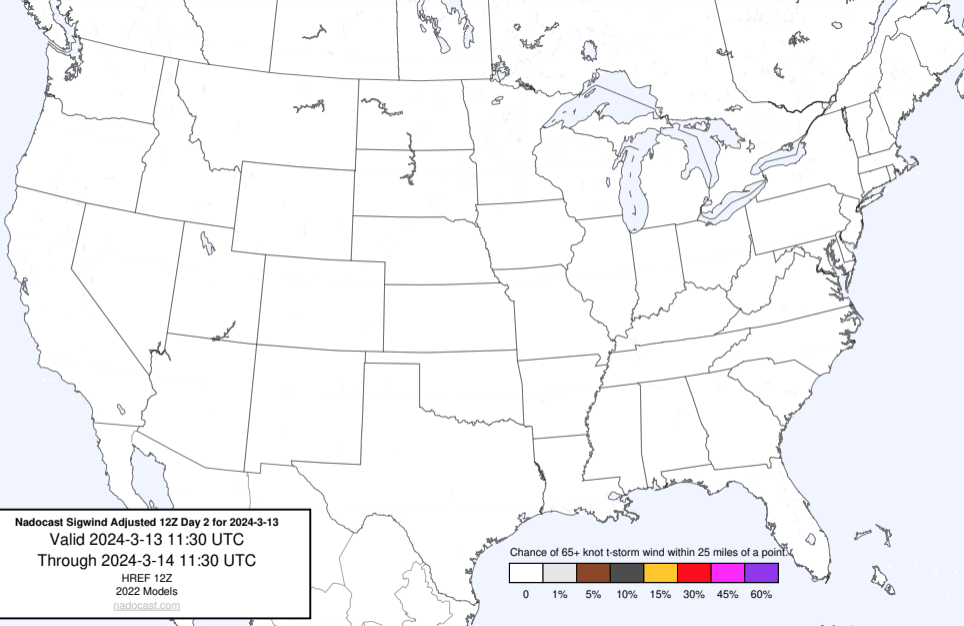 Nadocast Sigwind Adjusted 12Z Day 2 for 2024-3-13
Valid 2024-3-13 11:30 UTC
Through 2024-3-14 11:30 UTC
HREF 12Z
2022 Models
nadocast.com
Chance of 65+ knot t-storm wind within 25 miles of a point.
0 1% 5% 10% 15% 30% 45% 60%